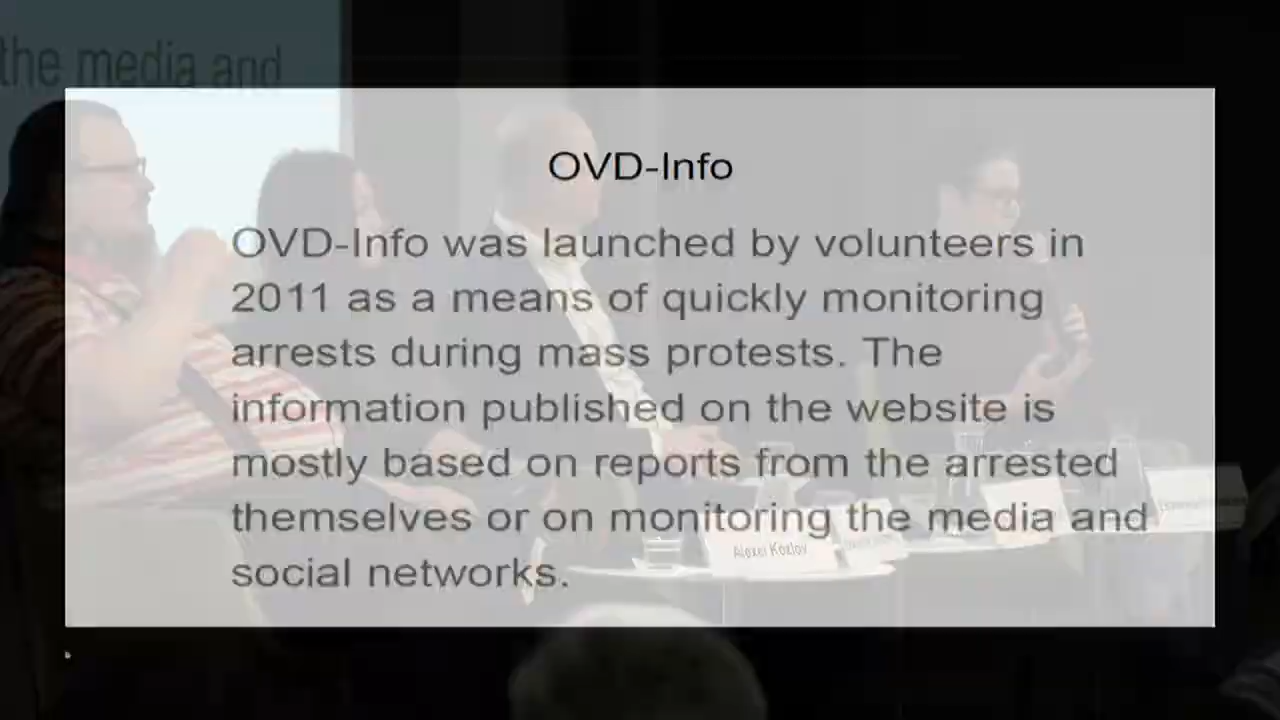 the media and
OVD-Info
OVD-Info was launched by volunteers in
2011 as a means of quickly monitoring
arrests during mass protests. The
information published on the website is
mostly based on reports from the arrested
themselves or on monitoring the media and
social networks.
Alexei Kozlov